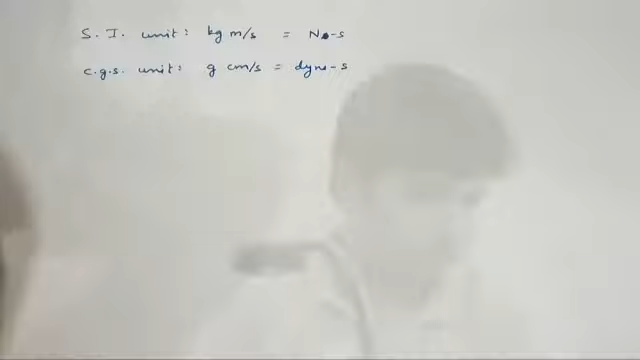 S. I. unit: kg m/s = N-s
c.g.s. unit: g cm/s = dyne-s